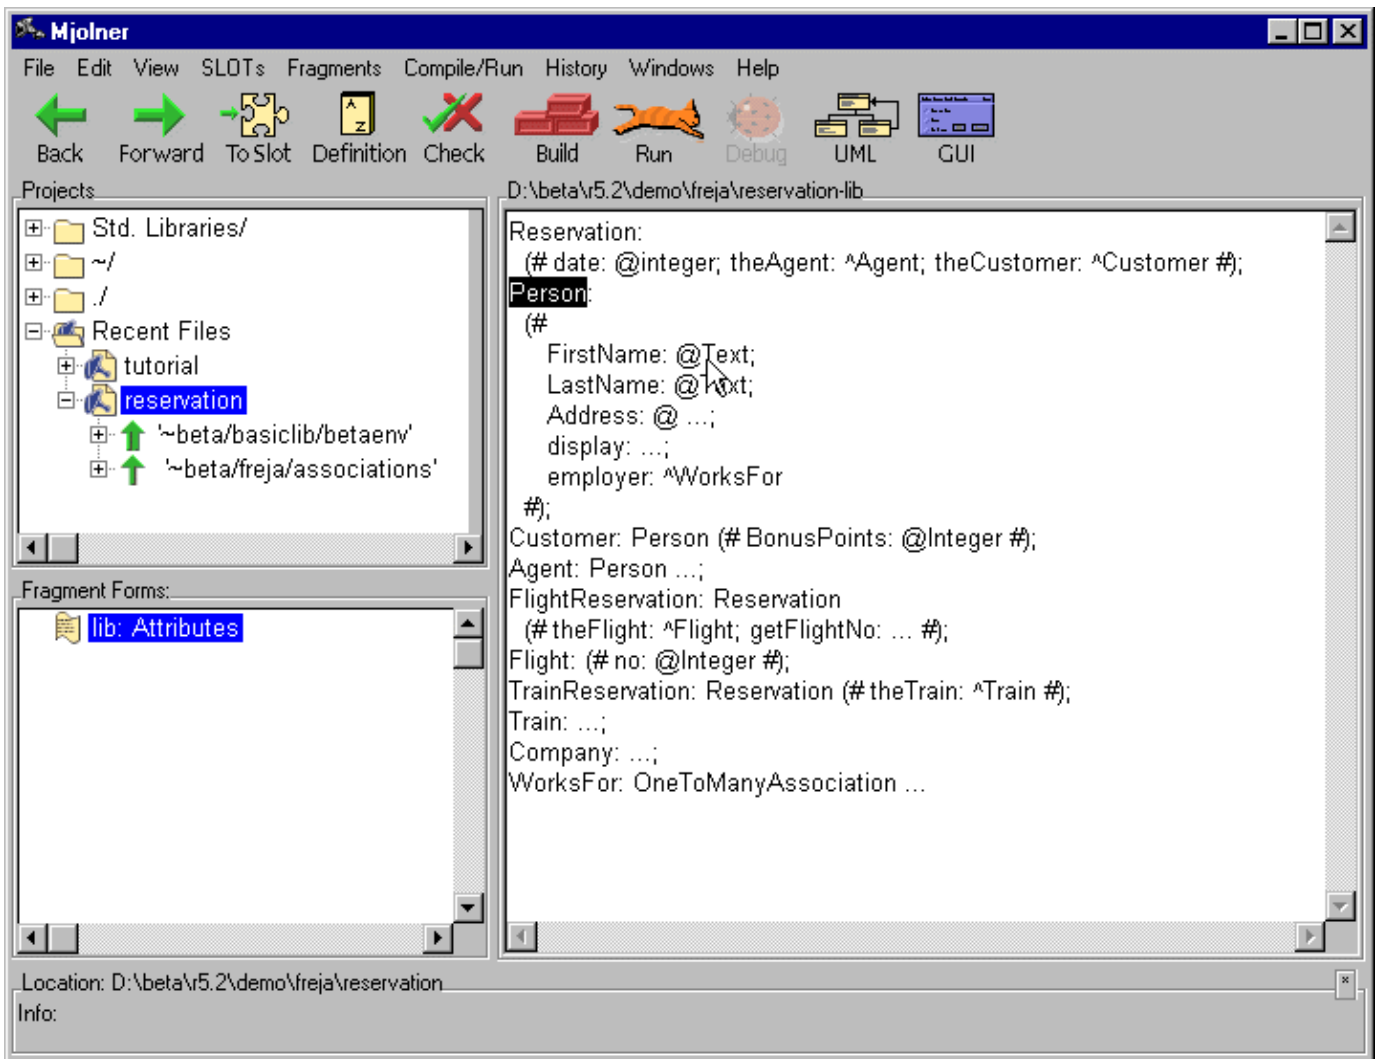 Mjolner
File Edit View SLOTs Fragments Compile/Run History Windows Help
Back Forward To Slot Definition Check Build Run Debug UML GUI
Projects
Std. Libraries/
~/
./
Recent Files
tutorial
reservation
'~beta/basiclib/betaenv'
'~beta/freja/associations'
Fragment Forms:
lib: Attributes
D:\beta\r5.2\demo\freja\reservation-lib
Reservation:
(# date: @integer; theAgent: ^Agent; theCustomer: ^Customer #);
Person:
(#
FirstName: @Text;
LastName: @Text;
Address: @ ...;
display: ...;
employer: ^WorksFor
#);
Customer: Person (# BonusPoints: @Integer #);
Agent: Person ...;
FlightReservation: Reservation
(# theFlight: ^Flight; getFlightNo: ... #);
Flight: (# no: @Integer #);
TrainReservation: Reservation (# theTrain: ^Train #);
Train: ...;
Company: ...;
WorksFor: OneToManyAssociation ...
Location: D:\beta\r5.2\demo\freja\reservation
Info: